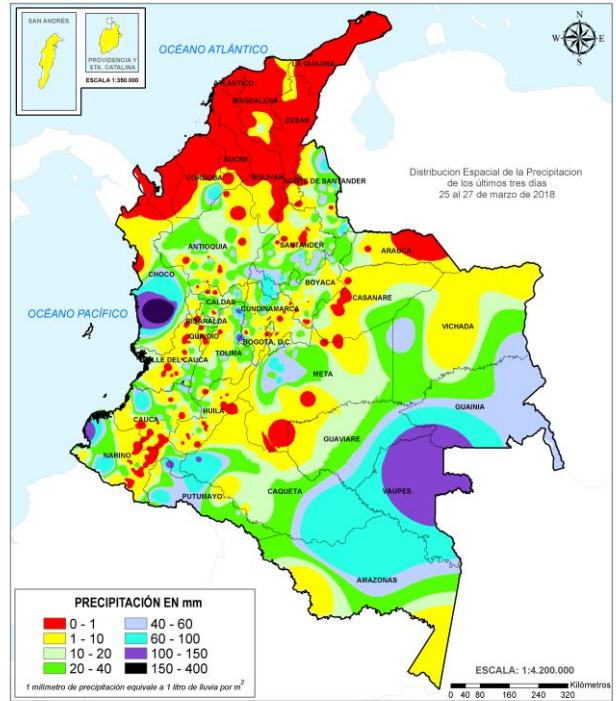 SAN ANDRÉS
PROVIDENCIA Y
STA. CATALINA
ESCALA 1:350.000
OCÉANO ATLÁNTICO
N
W E
S
LA GUAJIRA
ATLANTICO
MAGDALENA
CESAR
SUCRE
CORDOBA
BOLIVAR
NORTE DE SANTANDER
Distribucion Espacial de la Precipitacion
de los últimos tres días
25 al 27 de marzo de 2018
ANTIOQUIA
SANTANDER
ARAUCA
CHOCO
BOYACA
CASANARE
OCÉANO PACÍFICO
CALDAS
CUNDINAMARCA
VICHADA
RISARALDA
QUINDIO
BOGOTA, D.C.
TOLIMA
VALLE DEL CAUCA
META
GUAINIA
CAUCA
HUILA
GUAVIARE
NARIÑO
VAUPES
CAQUETA
PUTUMAYO
AMAZONAS
PRECIPITACIÓN EN mm
0 - 1 40 - 60
1 - 10 60 - 100
10 - 20 100 - 150
20 - 40 150 - 400
1 milimetro de precipitación equivale a 1 litro de lluvia por m²
ESCALA: 1:4.200.000
Kilómetros
0 40 80 160 240 320